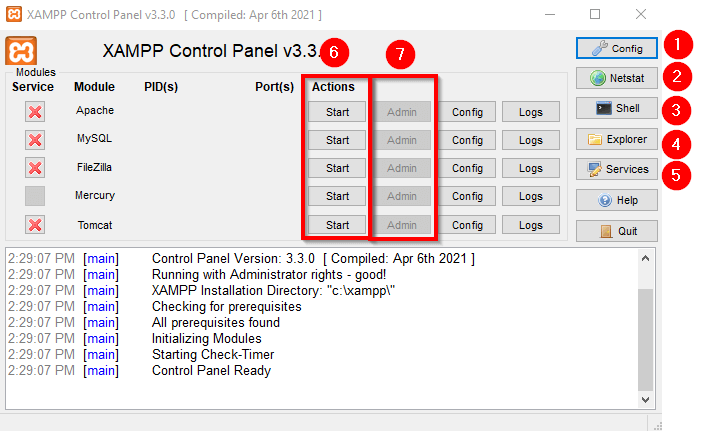 XAMPP Control Panel v3.3.0 [ Compiled: Apr 6th 2021 ]
XAMPP Control Panel v3.3.
6
7
Config
1
Netstat
2
Shell
3
Explorer
4
Services
5
Help
Quit
Modules
Service Module PID(s) Port(s) Actions
Apache Start Admin Config Logs
MySQL Start Admin Config Logs
FileZilla Start Admin Config Logs
Mercury Start Admin Config Logs
Tomcat Start Admin Config Logs
2:29:07 PM [main] Control Panel Version: 3.3.0 [ Compiled: Apr 6th 2021 ]
2:29:07 PM [main] Running with Administrator rights - good!
2:29:07 PM [main] XAMPP Installation Directory: "c:\xampp\"
2:29:07 PM [main] Checking for prerequisites
2:29:07 PM [main] All prerequisites found
2:29:07 PM [main] Initializing Modules
2:29:07 PM [main] Starting Check-Timer
2:29:07 PM [main] Control Panel Ready